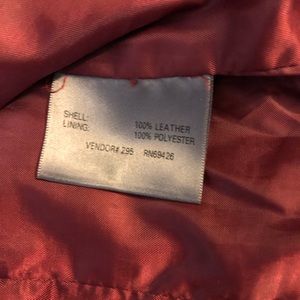 SHELL: 100% LEATHER
LINING: 100% POLYESTER
VENDOR# 295 RN69426